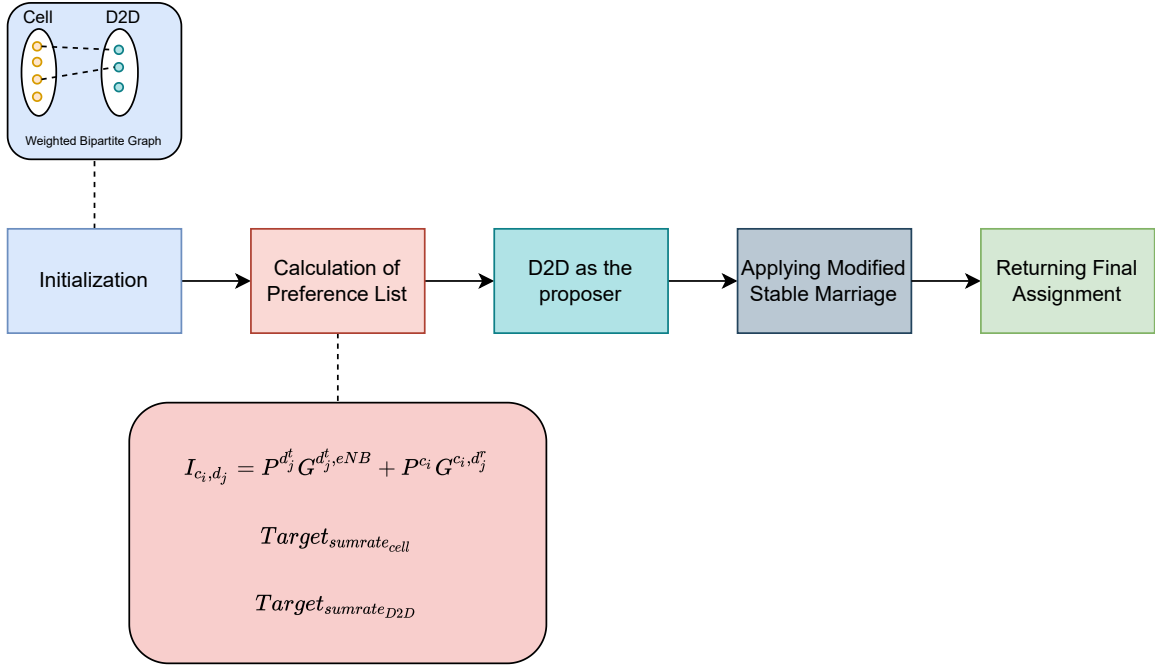 Cell D2D
Weighted Bipartite Graph
Initialization
Calculation of
Preference List
D2D as the
proposer
Applying Modified
Stable Marriage
Returning Final
Assignment
$I_{c_i,d_j} = P^{d_j^t} G^{d_j^t,eNB} + P^{c_i} G^{c_i,d_j^r}$
$Target_{sumrate_{cell}}$
$Target_{sumrate_{D2D}}$